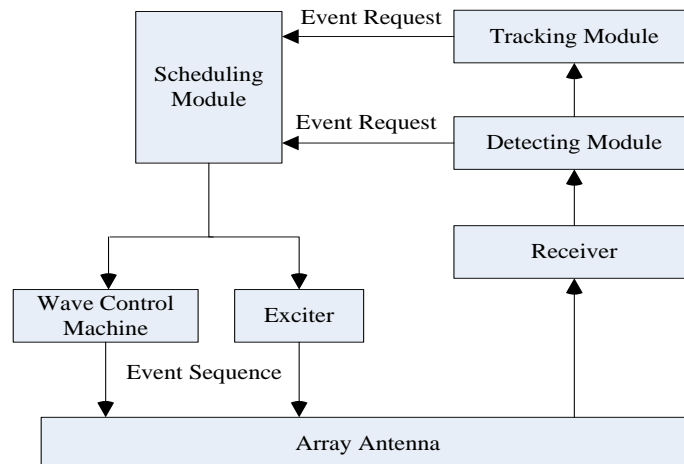 Event Request
Tracking Module
Scheduling
Module
Event Request
Detecting Module
Receiver
Wave Control
Machine
Exciter
Event Sequence
Array Antenna